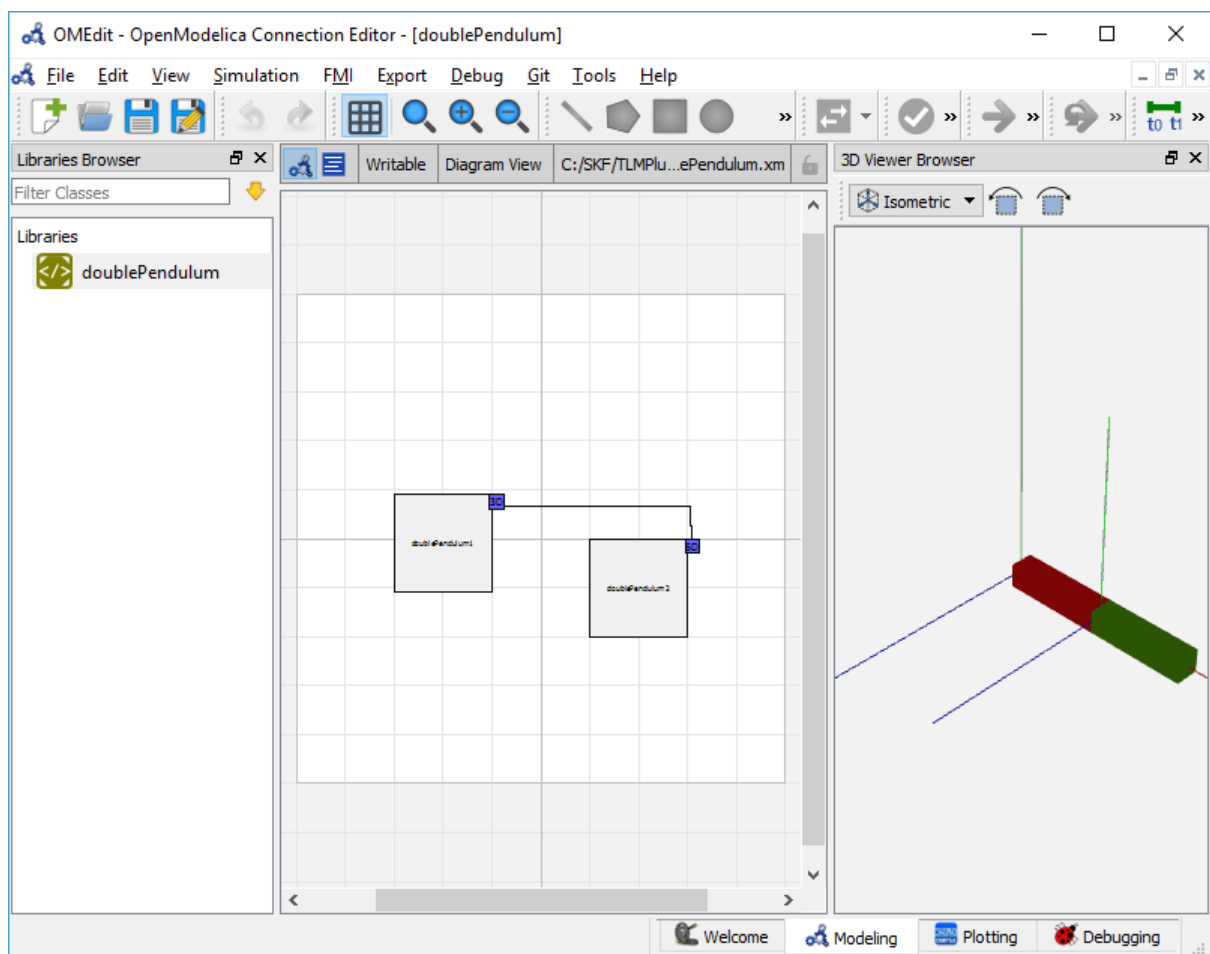 OMEdit - OpenModelica Connection Editor - [doublePendulum]
File Edit View Simulation FMI Export Debug Git Tools Help
» » » » t0 t1 »
Libraries Browser
Writable Diagram View C:/SKF/TLMPlu...ePendulum.xm
3D Viewer Browser
Filter Classes
Isometric
Libraries
</> doublePendulum
3D
doublePendulum1
3D
doublePendulum2
Welcome Modeling Plotting Debugging